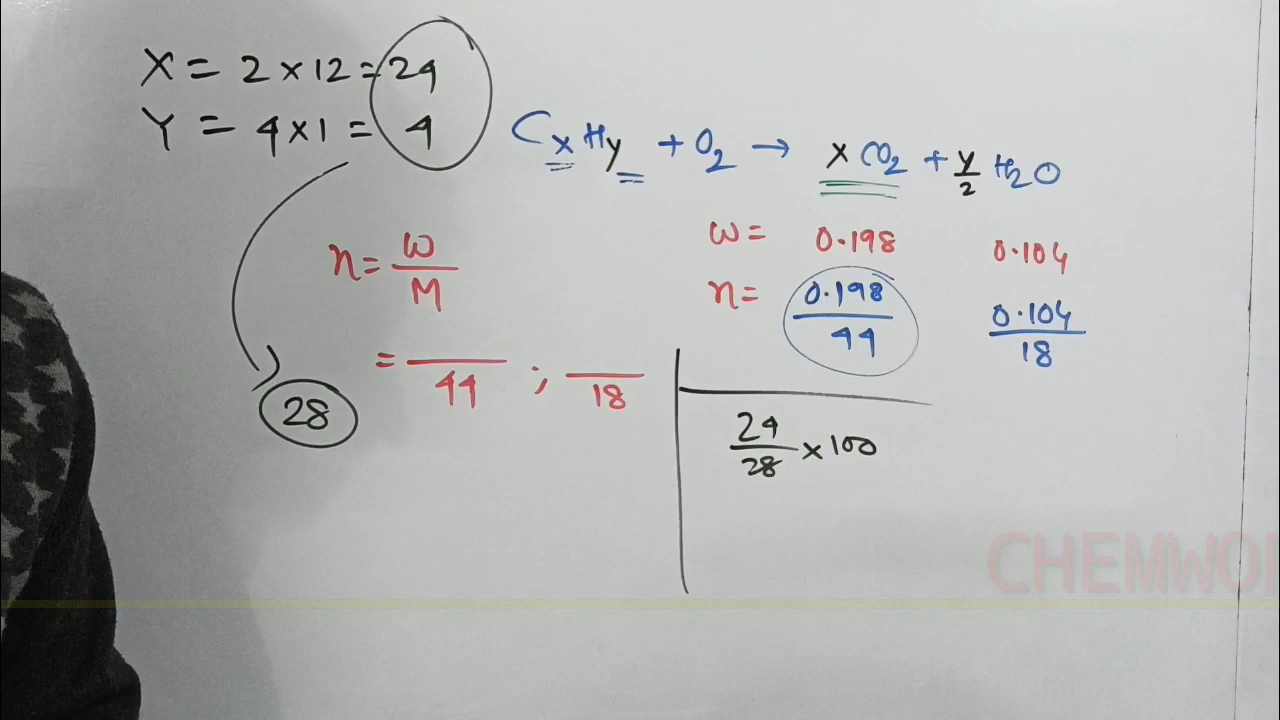 X = 2 × 12 = 24
Y = 4 × 1 = 4
CxHy + O2 → x CO2 + y/2 H2O
w = 0.198 0.104
n = w/M
n = 0.198/44 0.104/18
= /44 ; /18
28
24/28 × 100
CHEMWO